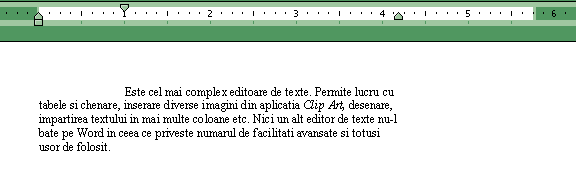 1 2 3 4 5 6
Este cel mai complex editoare de texte. Permite lucru cu
tabele si chenare, inserare diverse imagini din aplicatia Clip Art, desenare,
impartirea textului in mai multe coloane etc. Nici un alt editor de texte nu-l
bate pe Word in ceea ce priveste numarul de facilitati avansate si totusi
usor de folosit.